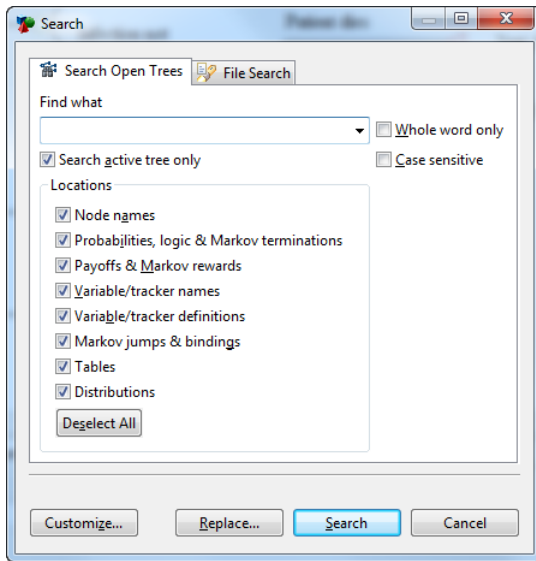 Search
Search Open Trees
File Search
Find what
Whole word only
Search active tree only
Case sensitive
Locations
Node names
Probabilities, logic & Markov terminations
Payoffs & Markov rewards
Variable/tracker names
Variable/tracker definitions
Markov jumps & bindings
Tables
Distributions
Deselect All
Customize...
Replace...
Search
Cancel